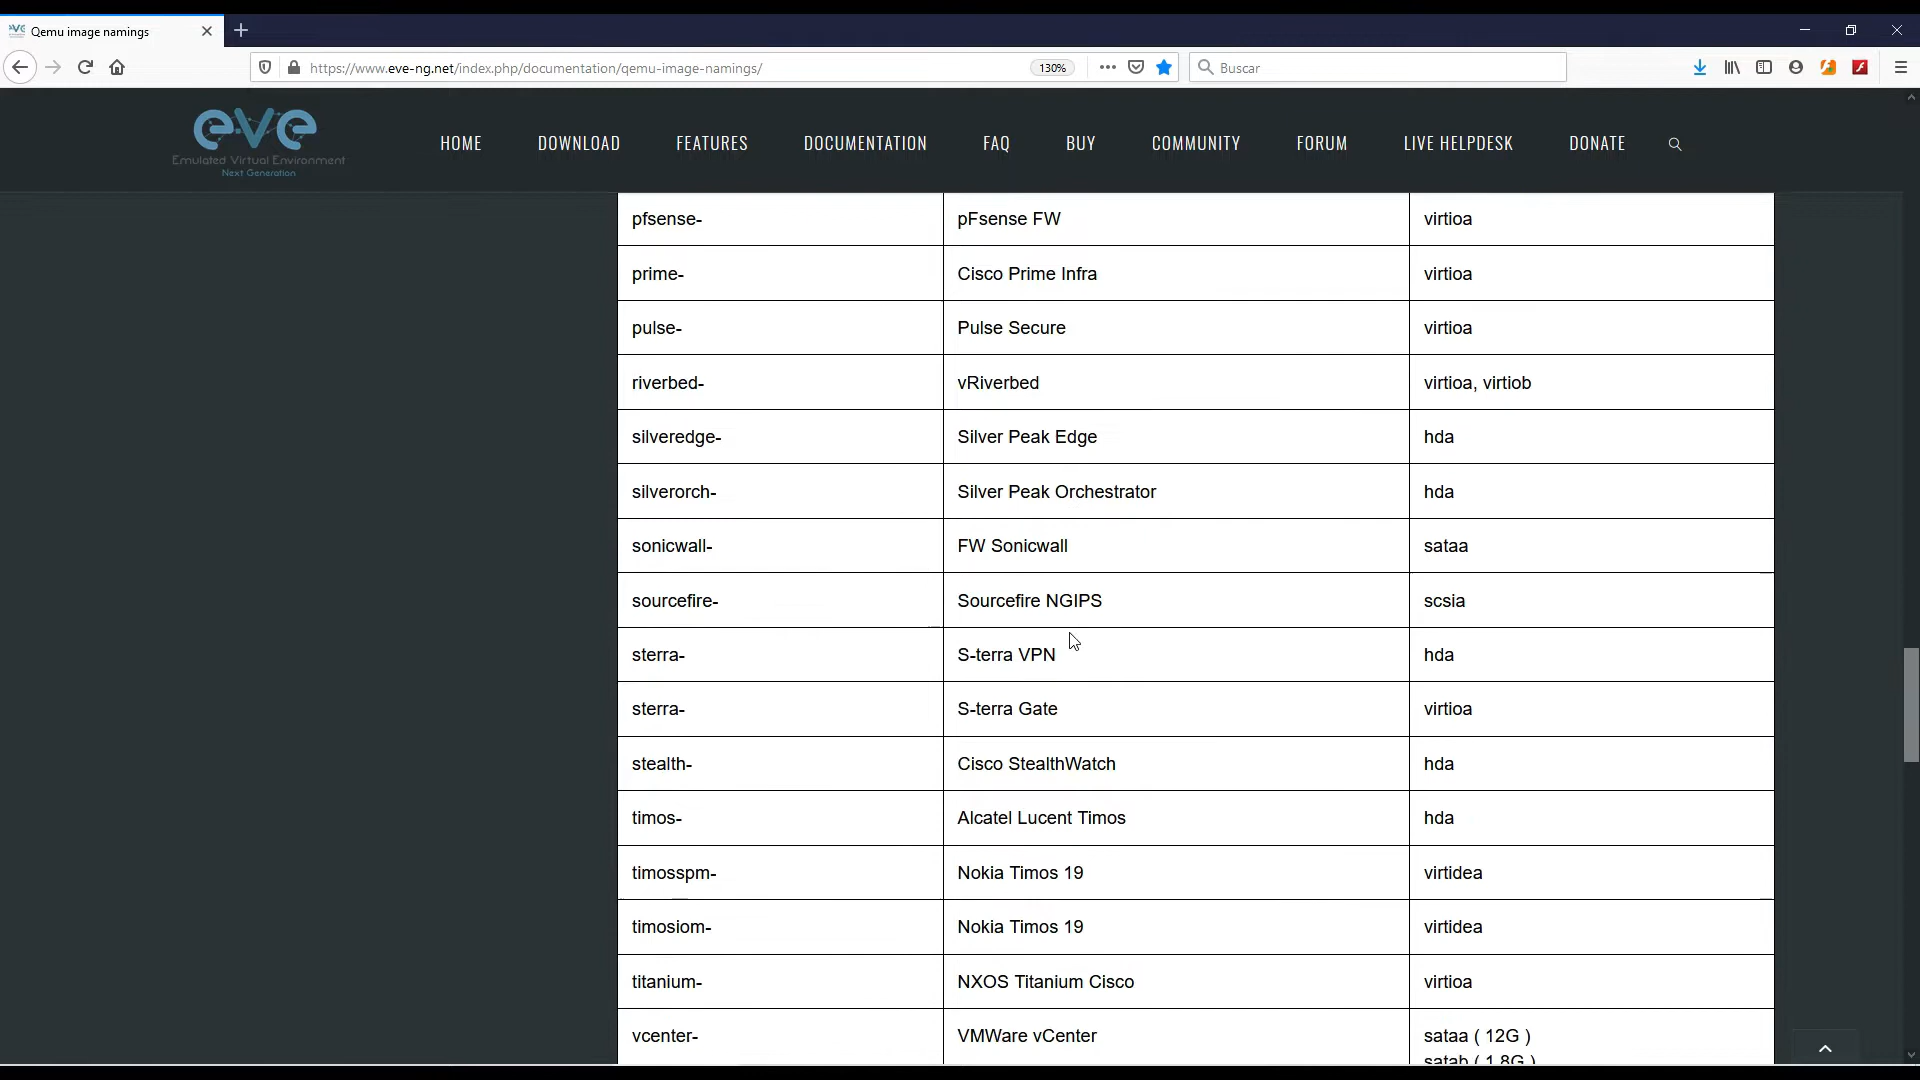 Qemu image namings
https://www.eve-ng.net/index.php/documentation/qemu-image-namings/
130%
Buscar
eve
Emulated Virtual Environment
Next Generation
HOME
DOWNLOAD
FEATURES
DOCUMENTATION
FAQ
BUY
COMMUNITY
FORUM
LIVE HELPDESK
DONATE
pfsense- pFsense FW virtioa
prime- Cisco Prime Infra virtioa
pulse- Pulse Secure virtioa
riverbed- vRiverbed virtioa, virtiob
silveredge- Silver Peak Edge hda
silverorch- Silver Peak Orchestrator hda
sonicwall- FW Sonicwall sataa
sourcefire- Sourcefire NGIPS scsia
sterra- S-terra VPN hda
sterra- S-terra Gate virtioa
stealth- Cisco StealthWatch hda
timos- Alcatel Lucent Timos hda
timosspm- Nokia Timos 19 virtidea
timosiom- Nokia Timos 19 virtidea
titanium- NXOS Titanium Cisco virtioa
vcenter- VMWare vCenter sataa ( 12G )
satab ( 1.8G )